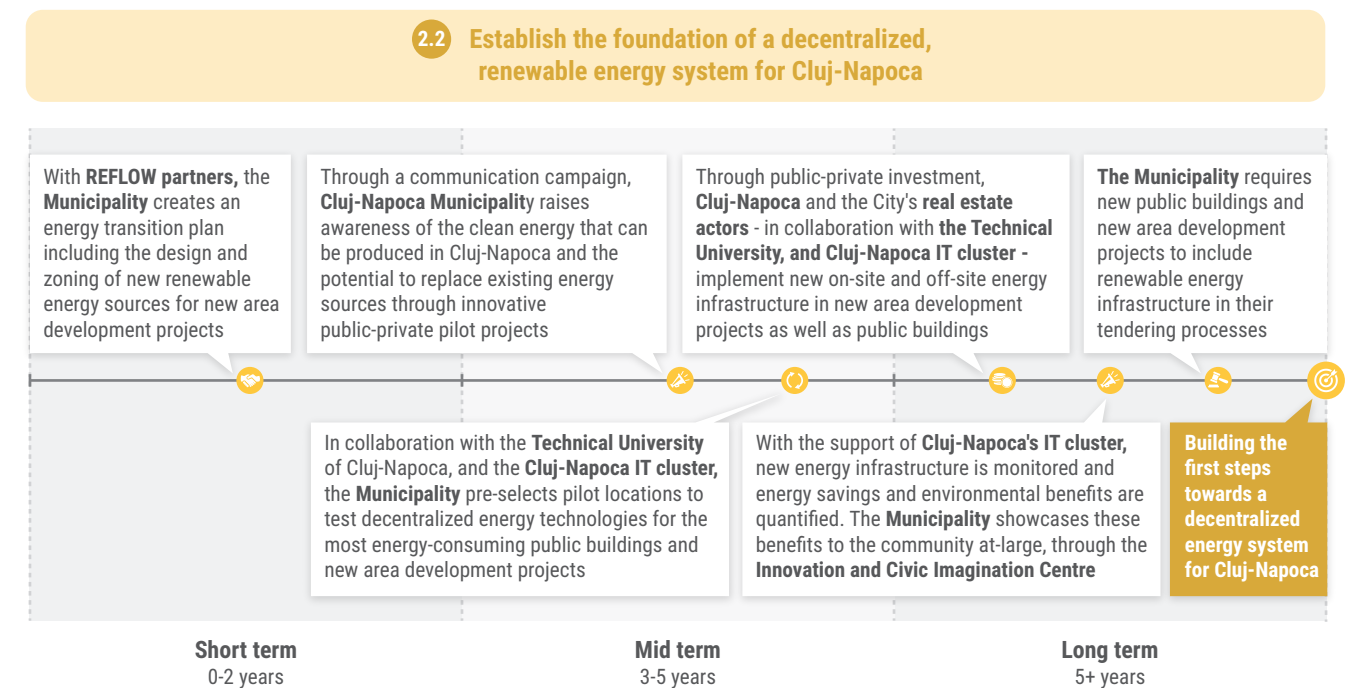 2.2 Establish the foundation of a decentralized,
renewable energy system for Cluj-Napoca
With REFLOW partners, the
Municipality creates an
energy transition plan
including the design and
zoning of new renewable
energy sources for new area
development projects
Through a communication campaign,
Cluj-Napoca Municipality raises
awareness of the clean energy that can
be produced in Cluj-Napoca and the
potential to replace existing energy
sources through innovative
public-private pilot projects
Through public-private investment,
Cluj-Napoca and the City's real estate
actors - in collaboration with the Technical
University, and Cluj-Napoca IT cluster -
implement new on-site and off-site energy
infrastructure in new area development
projects as well as public buildings
The Municipality requires
new public buildings and
new area development
projects to include
renewable energy
infrastructure in their
tendering processes
In collaboration with the Technical University
of Cluj-Napoca, and the Cluj-Napoca IT cluster,
the Municipality pre-selects pilot locations to
test decentralized energy technologies for the
most energy-consuming public buildings and
new area development projects
With the support of Cluj-Napoca's IT cluster,
new energy infrastructure is monitored and
energy savings and environmental benefits are
quantified. The Municipality showcases these
benefits to the community at-large, through the
Innovation and Civic Imagination Centre
Building the
first steps
towards a
decentralized
energy system
for Cluj-Napoca
Short term
0-2 years
Mid term
3-5 years
Long term
5+ years